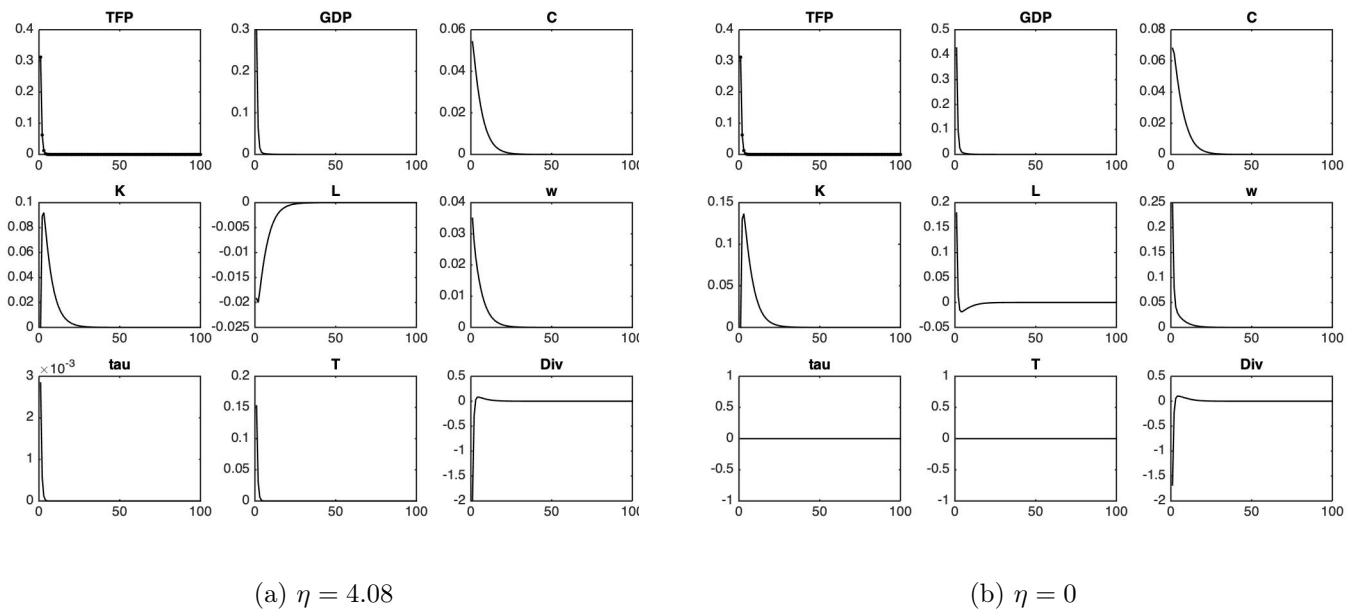 TFP GDP C TFP GDP C
0.4 0.3 0.06 0.4 0.5 0.08
0.3 0.2 0.04 0.3 0.4 0.06
0.2 0.1 0.02 0.2 0.3 0.04
0.1 0 0 0.1 0.2 0.02
0 0.1 0
0 0
0 50 100 0 50 100 0 50 100 0 50 100 0 50 100 0 50 100
K L w K L w
0.1 0 0.04 0.15 0.2 0.25
0.08 -0.005 0.03 0.1 0.15 0.2
0.06 -0.01 0.02 0.05 0.1 0.15
0.04 -0.015 0.01 0 0.05 0.1
0.02 -0.02 0 0 0.05
0 -0.025 -0.05 0
0 50 100 0 50 100 0 50 100 0 50 100 0 50 100 0 50 100
tau T Div tau T Div
×10⁻³
3 0.2 0.5 1 1 0.5
2 0.15 0 0.5 0.5 0
1 0.1 -0.5 0 0 -0.5
0 0.05 -1 -0.5 -0.5 -1
0 -1.5 -1 -1 -1.5
-2 -2
0 50 100 0 50 100 0 50 100 0 50 100 0 50 100 0 50 100
(a) η = 4.08 (b) η = 0